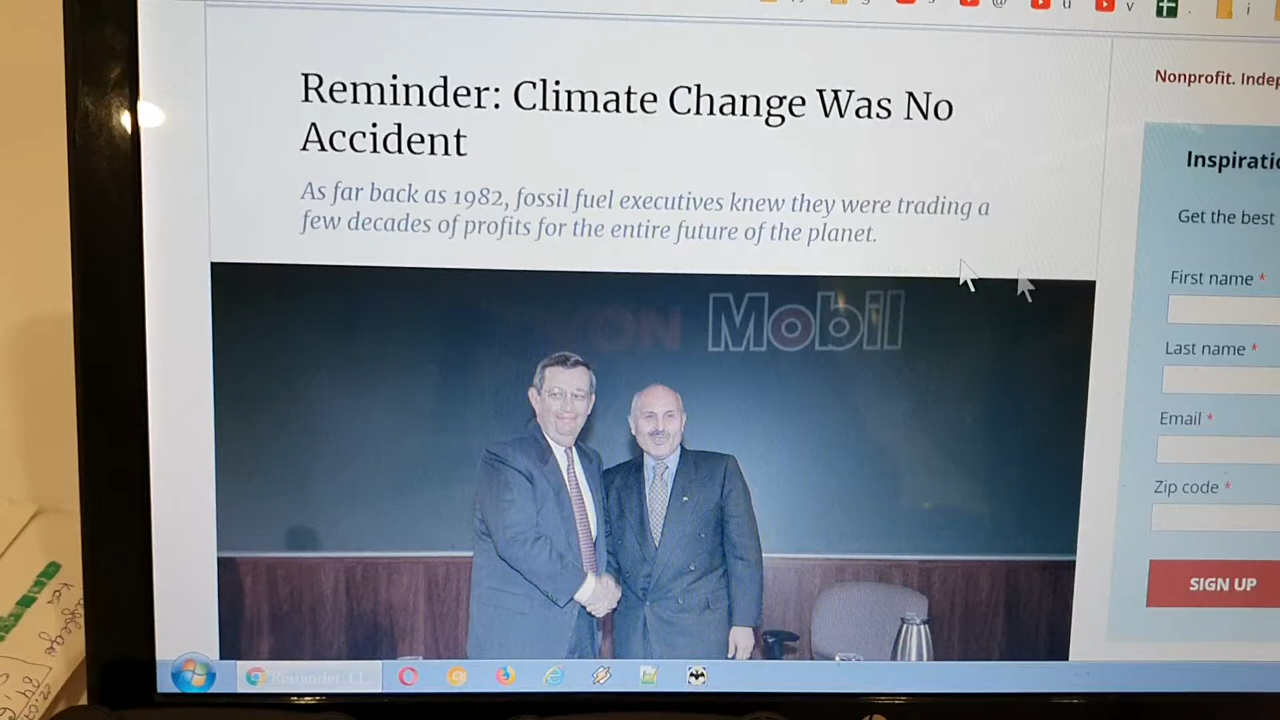 Reminder: Climate Change Was No
Accident
As far back as 1982, fossil fuel executives knew they were trading a
few decades of profits for the entire future of the planet.
ON Mobil
Nonprofit.
Get the best
First name *
Last name *
Email *
Zip code *
SIGN UP
Reminder: